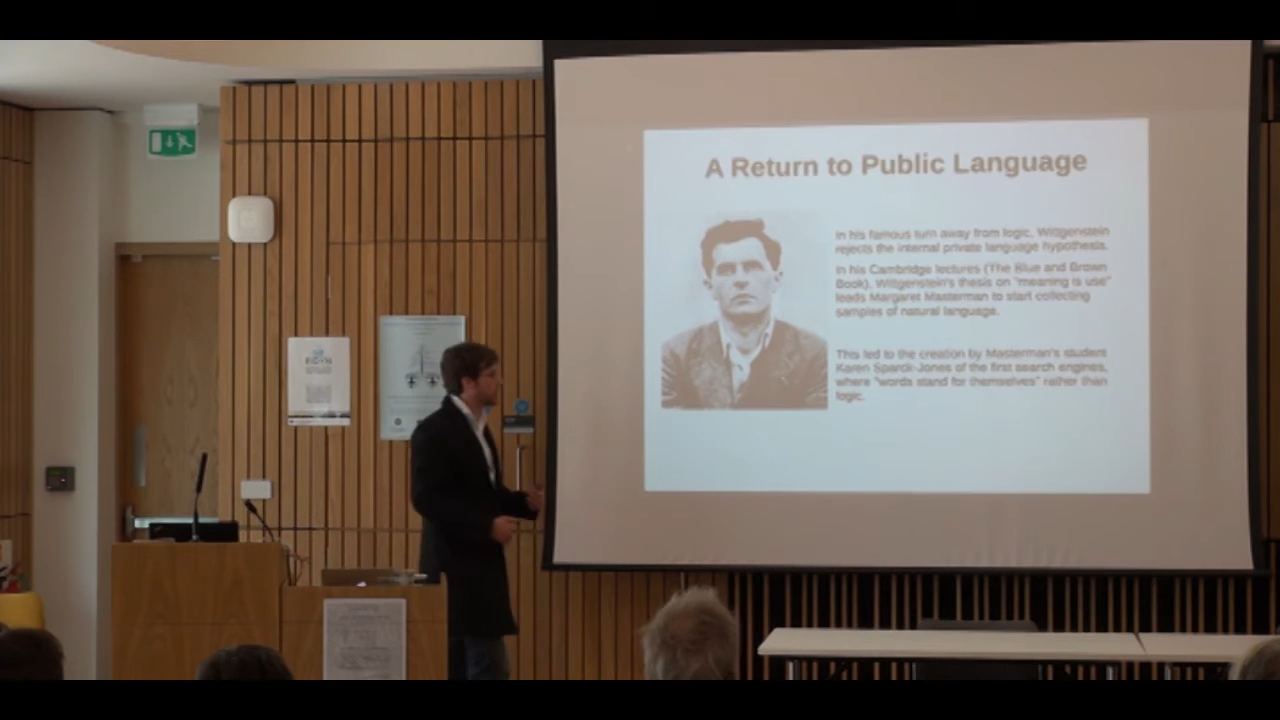 A Return to Public Language
in his famous turn away from logic, Wittgenstein
rejects the internal private language hypothesis.
in his Cambridge lectures (The Blue and Brown
Book), Wittgenstein's thesis on "meaning is use"
leads Margaret Masterman to start collecting
samples of natural language.
This led to the creation by Masterman's student
Karen Sparck-Jones of the first search engines,
where "words stand for themselves" rather than
logic.